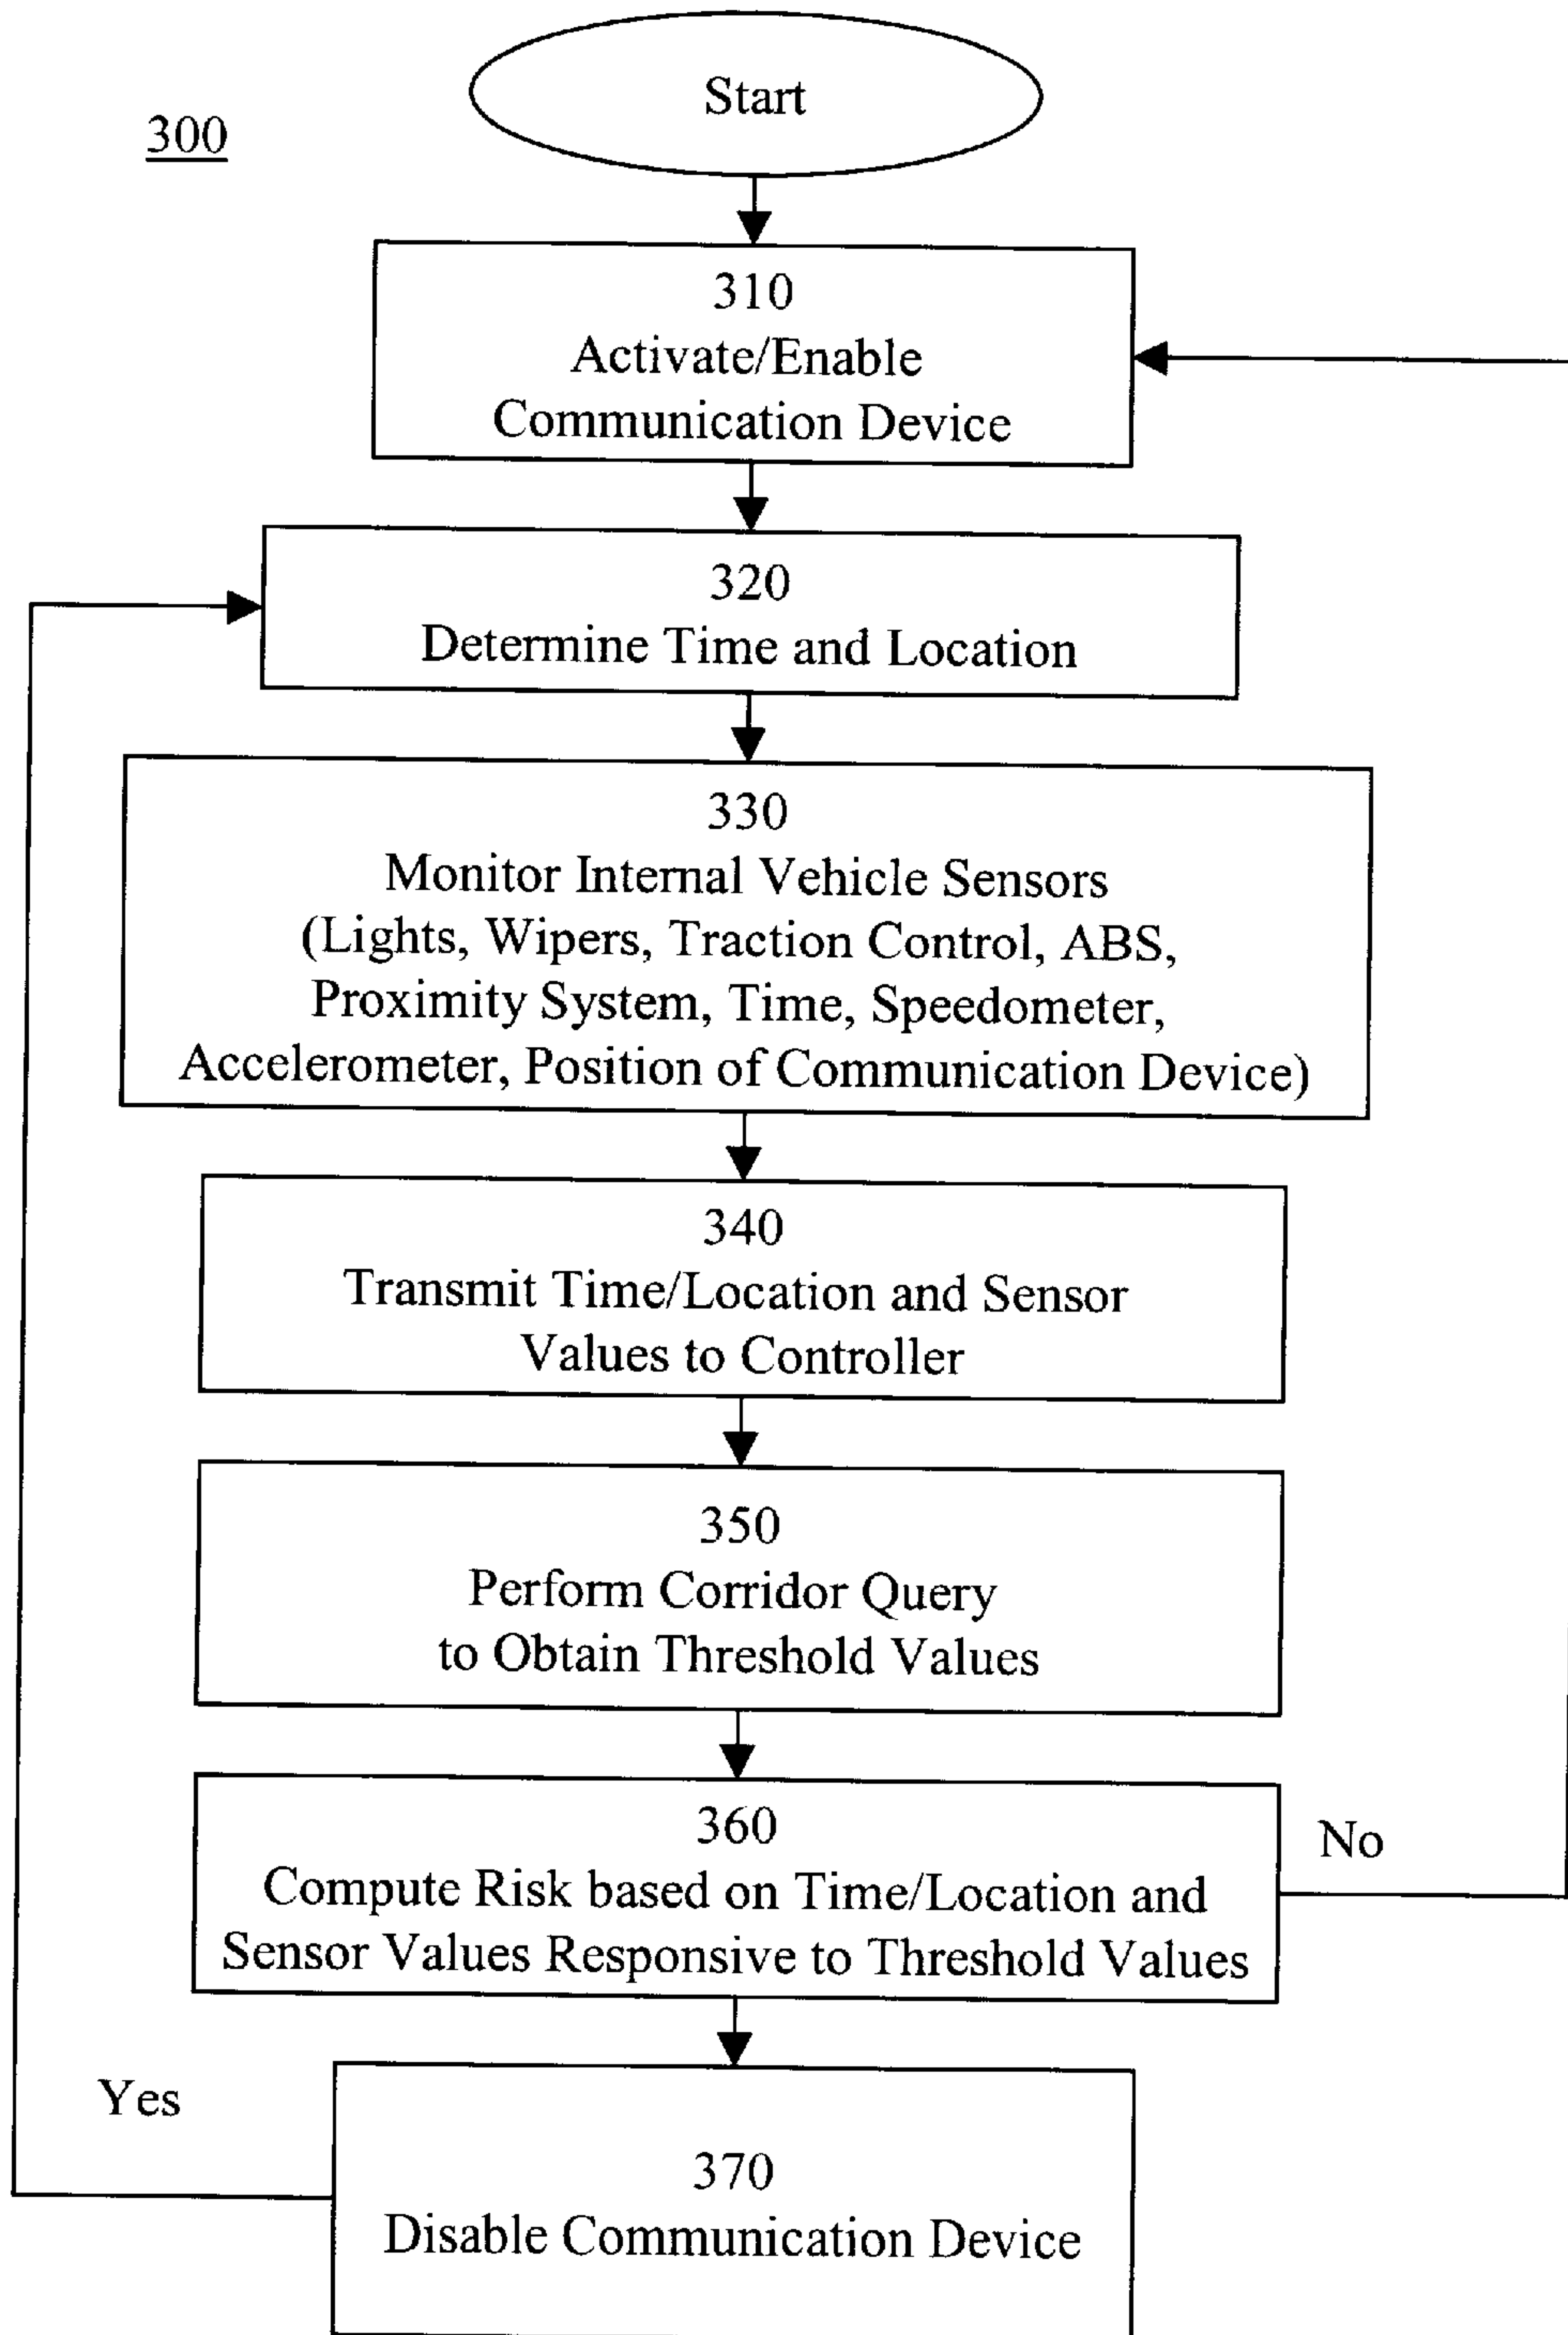 Start
300
310
Activate/Enable
Communication Device
320
Determine Time and Location
330
Monitor Internal Vehicle Sensors
(Lights, Wipers, Traction Control, ABS,
Proximity System, Time, Speedometer,
Accelerometer, Position of Communication Device)
340
Transmit Time/Location and Sensor
Values to Controller
350
Perform Corridor Query
to Obtain Threshold Values
360
Compute Risk based on Time/Location and
Sensor Values Responsive to Threshold Values
No
Yes
370
Disable Communication Device